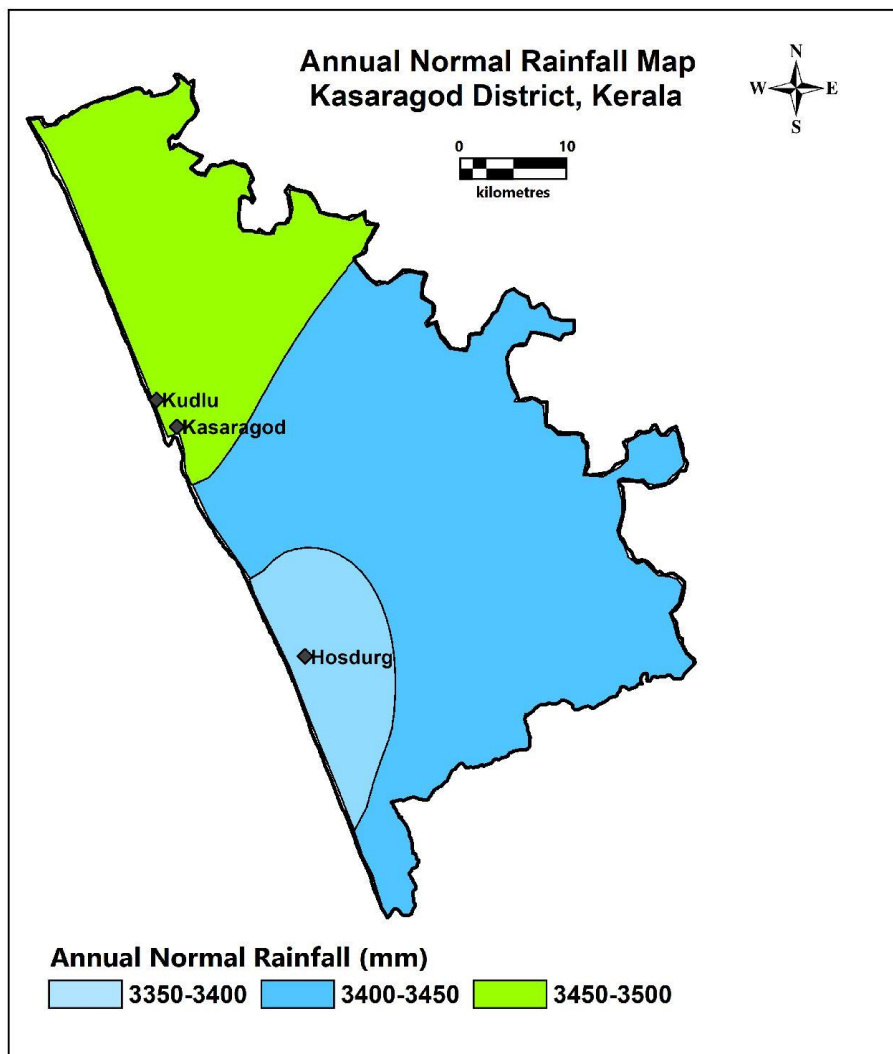 Annual Normal Rainfall Map
Kasaragod District, Kerala
N
W E
S
0 10
kilometres
Kudlu
Kasaragod
Hosdurg
Annual Normal Rainfall (mm)
3350-3400 3400-3450 3450-3500